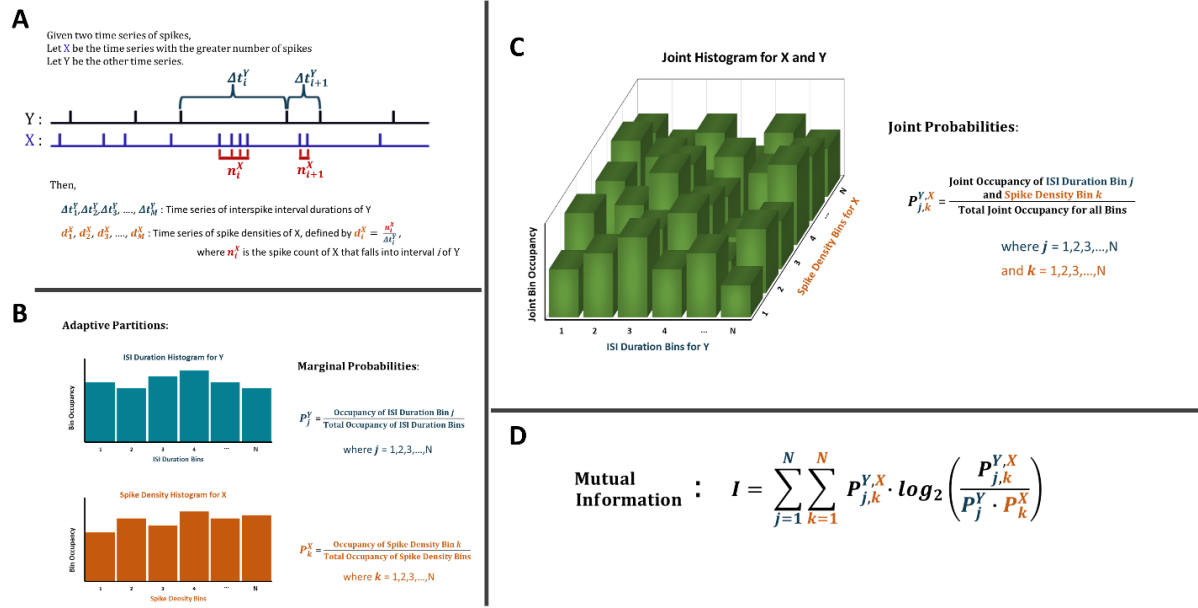 A
Given two time series of spikes,
Let X be the time series with the greater number of spikes
Let Y be the other time series.
Δt_i^Y Δt_{i+1}^Y
Y :
X :
n_i^X n_{i+1}^X
Then,
Δt_1^Y,Δt_2^Y,Δt_3^Y, …., Δt_M^Y : Time series of interspike interval durations of Y
d_1^X, d_2^X, d_3^X, …., d_M^X : Time series of spike densities of X, defined by d_i^X = n_i^X / Δt_i^Y ,
where n_i^X is the spike count of X that falls into interval i of Y
B
Adaptive Partitions:
ISI Duration Histogram for Y
Bin Occupancy
1 2 3 4 ... N
ISI Duration Bins
Marginal Probabilities:
P_j^Y = Occupancy of ISI Duration Bin j / Total Occupancy of ISI Duration Bins
where j = 1,2,3,…,N
Spike Density Histogram for X
Bin Occupancy
1 2 3 4 ... N
Spike Density Bins
P_k^X = Occupancy of Spike Density Bin k / Total Occupancy of Spike Density Bins
where k = 1,2,3,…,N
C
Joint Histogram for X and Y
Joint Bin Occupancy
1 2 3 4 ... N
ISI Duration Bins for Y
1 2 3 4 ... N
Spike Density Bins for X
Joint Probabilities:
P_{j,k}^{Y,X} = Joint Occupancy of ISI Duration Bin j
and Spike Density Bin k
Total Joint Occupancy for all Bins
where j = 1,2,3,…,N
and k = 1,2,3,…,N
D
Mutual
Information : I = ∑_{j=1}^N ∑_{k=1}^N P_{j,k}^{Y,X} · log_2 ( P_{j,k}^{Y,X} / P_j^Y · P_k^X )